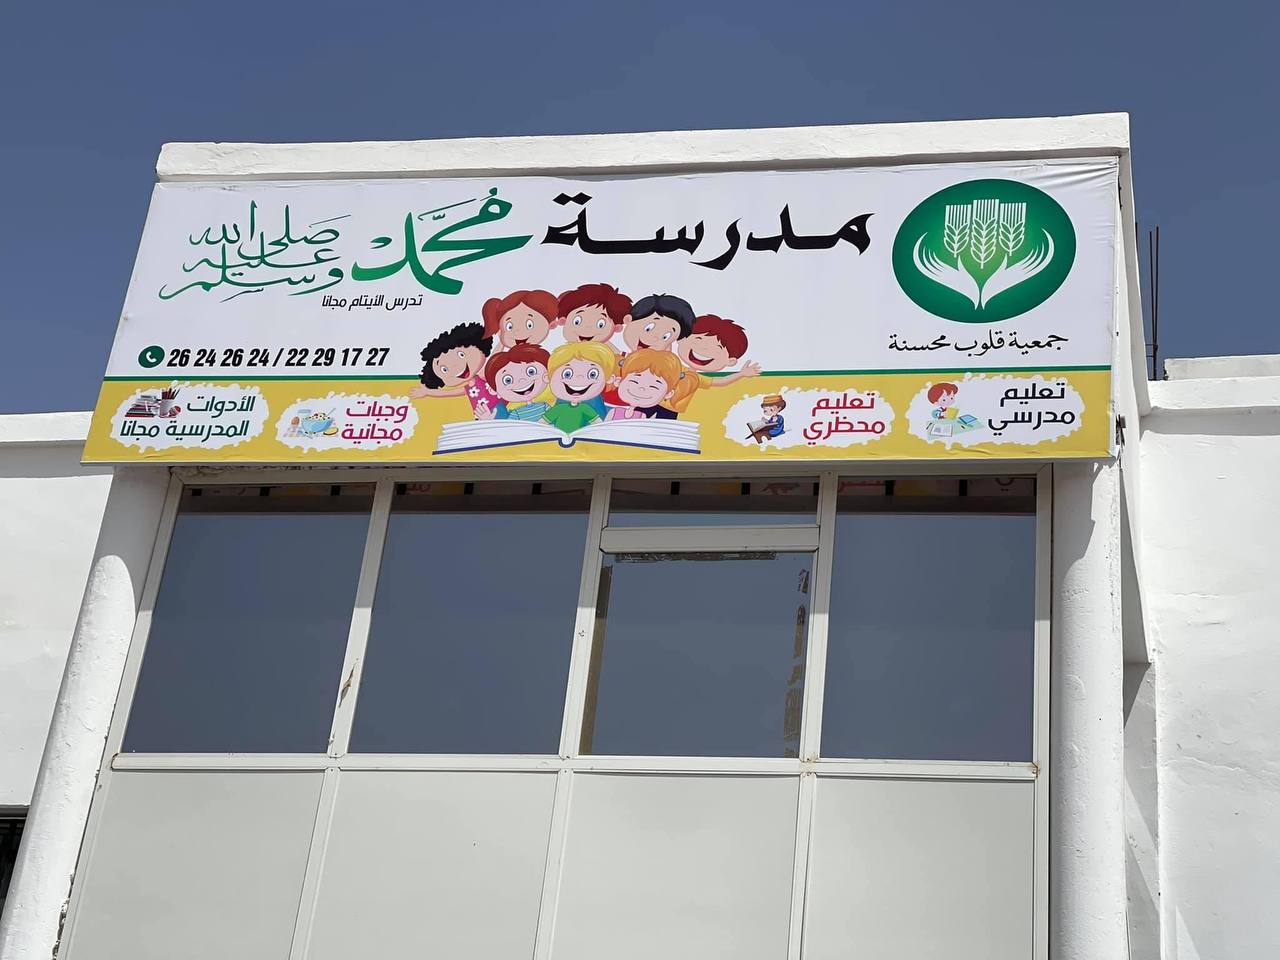 مدرسة محمد صلى الله عليه وسلم
تدرس الأيتام مجانا
جمعية قلوب محسنة
26 24 26 24 / 22 29 17 27
تعليم
مدرسي
تعليم
محظري
وجبات
مجانية
الأدوات
المدرسية مجانا